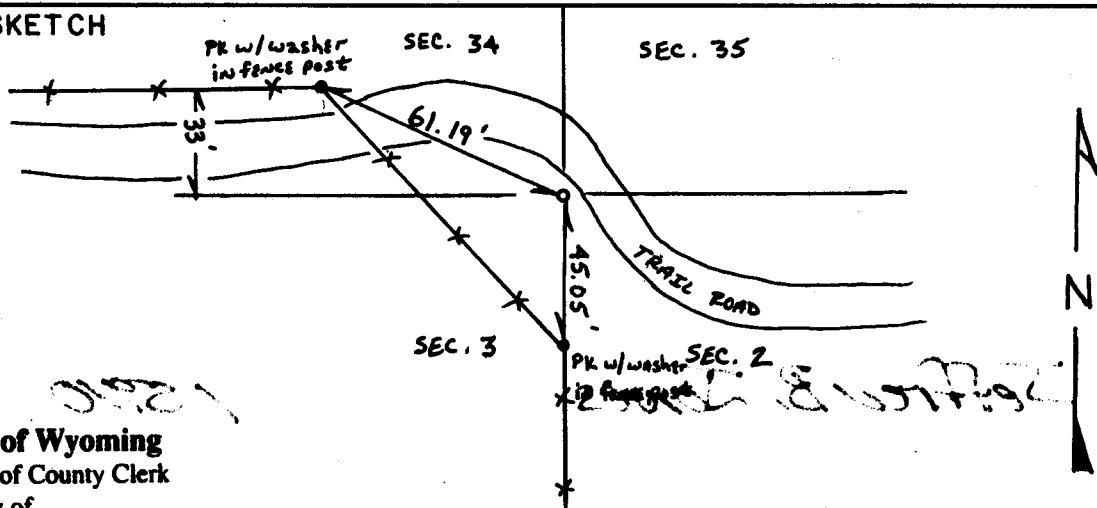 SKETCH
SEC. 34
SEC. 35
PK w/washer
in fence post
33'
61.19'
45.05'
TRAIL ROAD
N
SEC. 3
SEC. 2
PK w/washer
in fence post
of Wyoming
of County Clerk
of